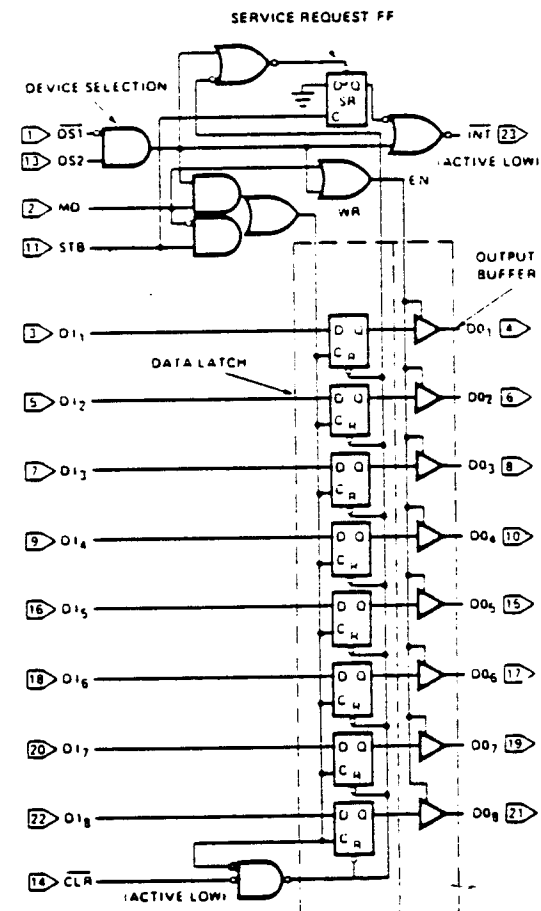 SERVICE REQUEST FF
DEVICE SELECTION
D Q
SR
C
1 DS1
13 DS2
INT 23
(ACTIVE LOW)
2 MD
EN
WR
11 STB
OUTPUT
BUFFER
3 DI1
D Q
C R
DO1 4
DATA LATCH
5 DI2
D Q
C R
DO2 6
7 DI3
D Q
C R
DO3 8
9 DI4
D Q
C R
DO4 10
16 DI5
D Q
C R
DO5 15
18 DI6
D Q
C R
DO6 17
20 DI7
D Q
C R
DO7 19
22 DI8
D Q
C R
DO8 21
14 CLR
(ACTIVE LOW)